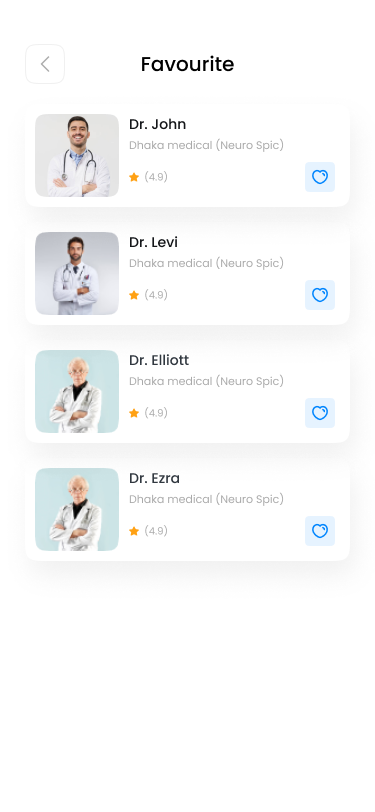 Favourite
Dr. John
Dhaka medical (Neuro Spic)
(4.9)
Dr. Levi
Dhaka medical (Neuro Spic)
(4.9)
Dr. Elliott
Dhaka medical (Neuro Spic)
(4.9)
Dr. Ezra
Dhaka medical (Neuro Spic)
(4.9)